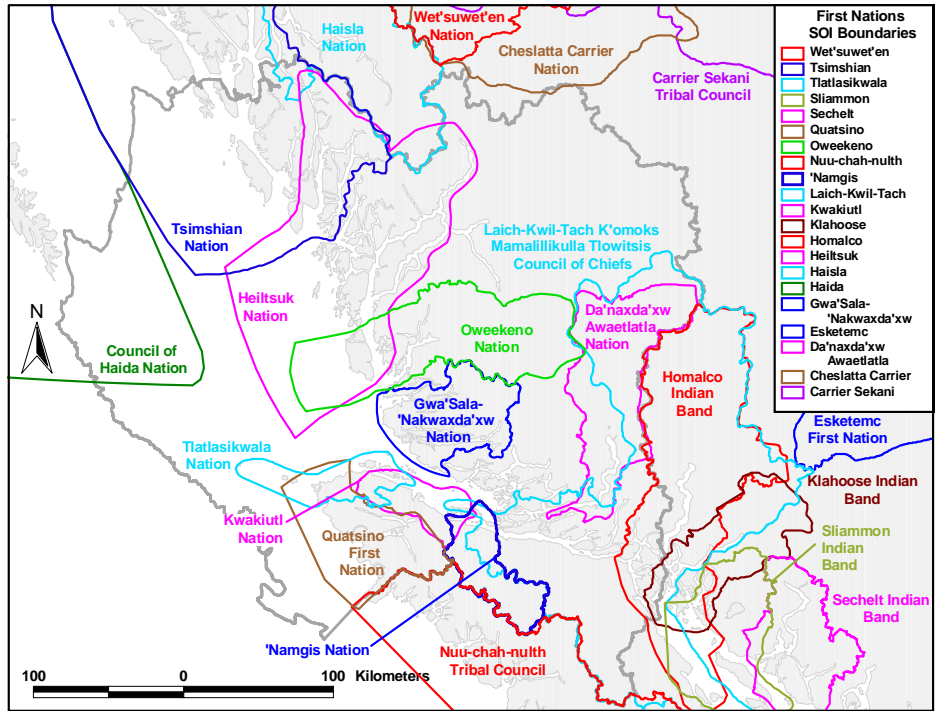 Haisla
Nation
Wet'suwet'en
Nation
Cheslatta Carrier
Nation
Carrier Sekani
Tribal Council
Tsimshian
Nation
Heiltsuk
Nation
Laich-Kwil-Tach K'omoks
Mamalillikulla Tlowitsis
Council of Chiefs
Da'naxda'xw
Awaetlatla
Nation
Oweekeno
Nation
N
Council of
Haida Nation
Homalco
Indian
Band
Gwa'Sala-
'Nakwaxda'xw
Nation
Esketemc
First Nation
Tlatlasikwala
Nation
Klahoose Indian
Band
Kwakiutl
Nation
Quatsino
First
Nation
Sliammon
Indian
Band
Sechelt Indian
Band
'Namgis Nation
Nuu-chah-nulth
Tribal Council
100 0 100 Kilometers
First Nations
SOI Boundaries
Wet'suwet'en
Tsimshian
Tlatlasikwala
Sliammon
Sechelt
Quatsino
Oweekeno
Nuu-chah-nulth
'Namgis
Laich-Kwil-Tach
Kwakiutl
Klahoose
Homalco
Heiltsuk
Haisla
Haida
Gwa'Sala-
'Nakwaxda'xw
Esketemc
Da'naxda'xw
Awaetlatla
Cheslatta Carrier
Carrier Sekani